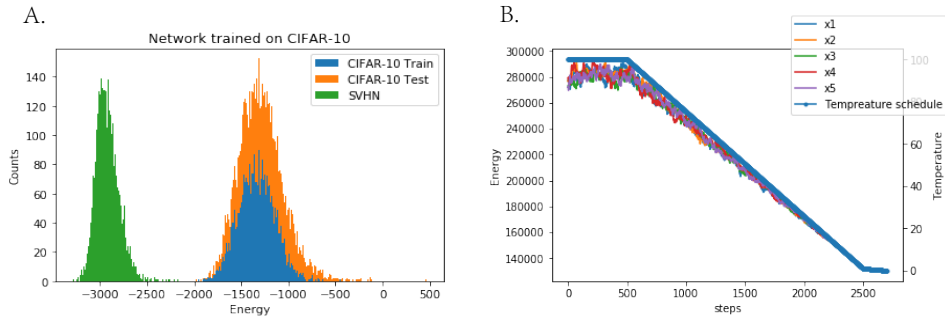 A.
Network trained on CIFAR-10
CIFAR-10 Train
CIFAR-10 Test
SVHN
Counts
140
120
100
80
60
40
20
0
−3000 −2500 −2000 −1500 −1000 −500 0 500
Energy
B.
x1
x2
x3
x4
x5
Tempreature schedule
Energy
300000
280000
260000
240000
220000
200000
180000
160000
140000
0 500 1000 1500 2000 2500
steps
100
60
40
20
0
Temperature